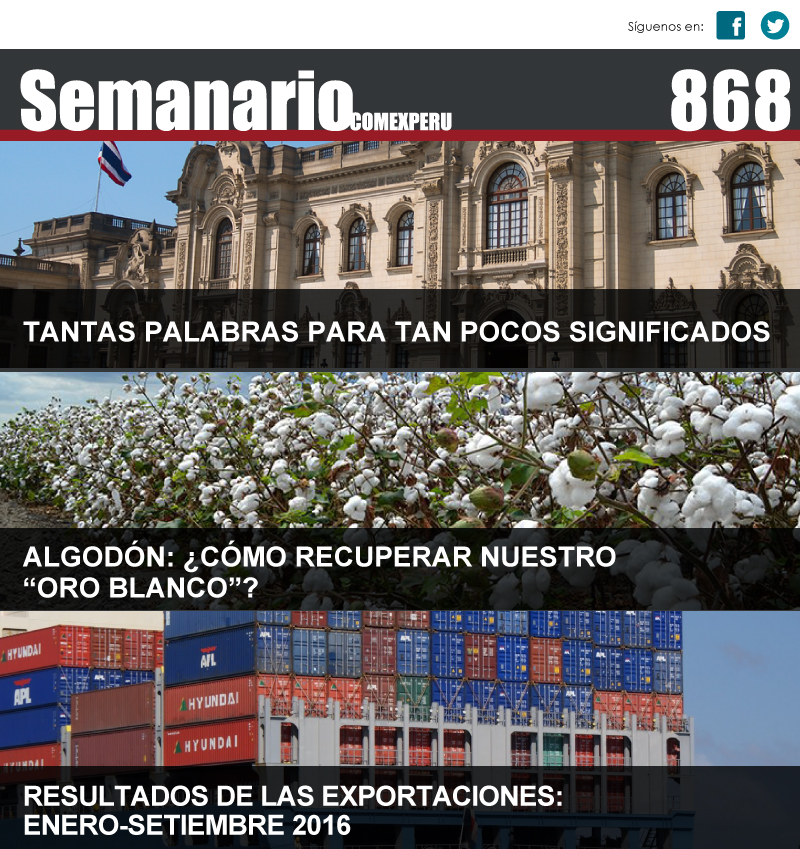 Síguenos en:
Semanario COMEXPERU 868
TANTAS PALABRAS PARA TAN POCOS SIGNIFICADOS
ALGODÓN: ¿CÓMO RECUPERAR NUESTRO
“ORO BLANCO”?
HYUNDAI
APL
APL
HYUNDAI
APL
HYUNDAI
RESULTADOS DE LAS EXPORTACIONES:
ENERO-SETIEMBRE 2016